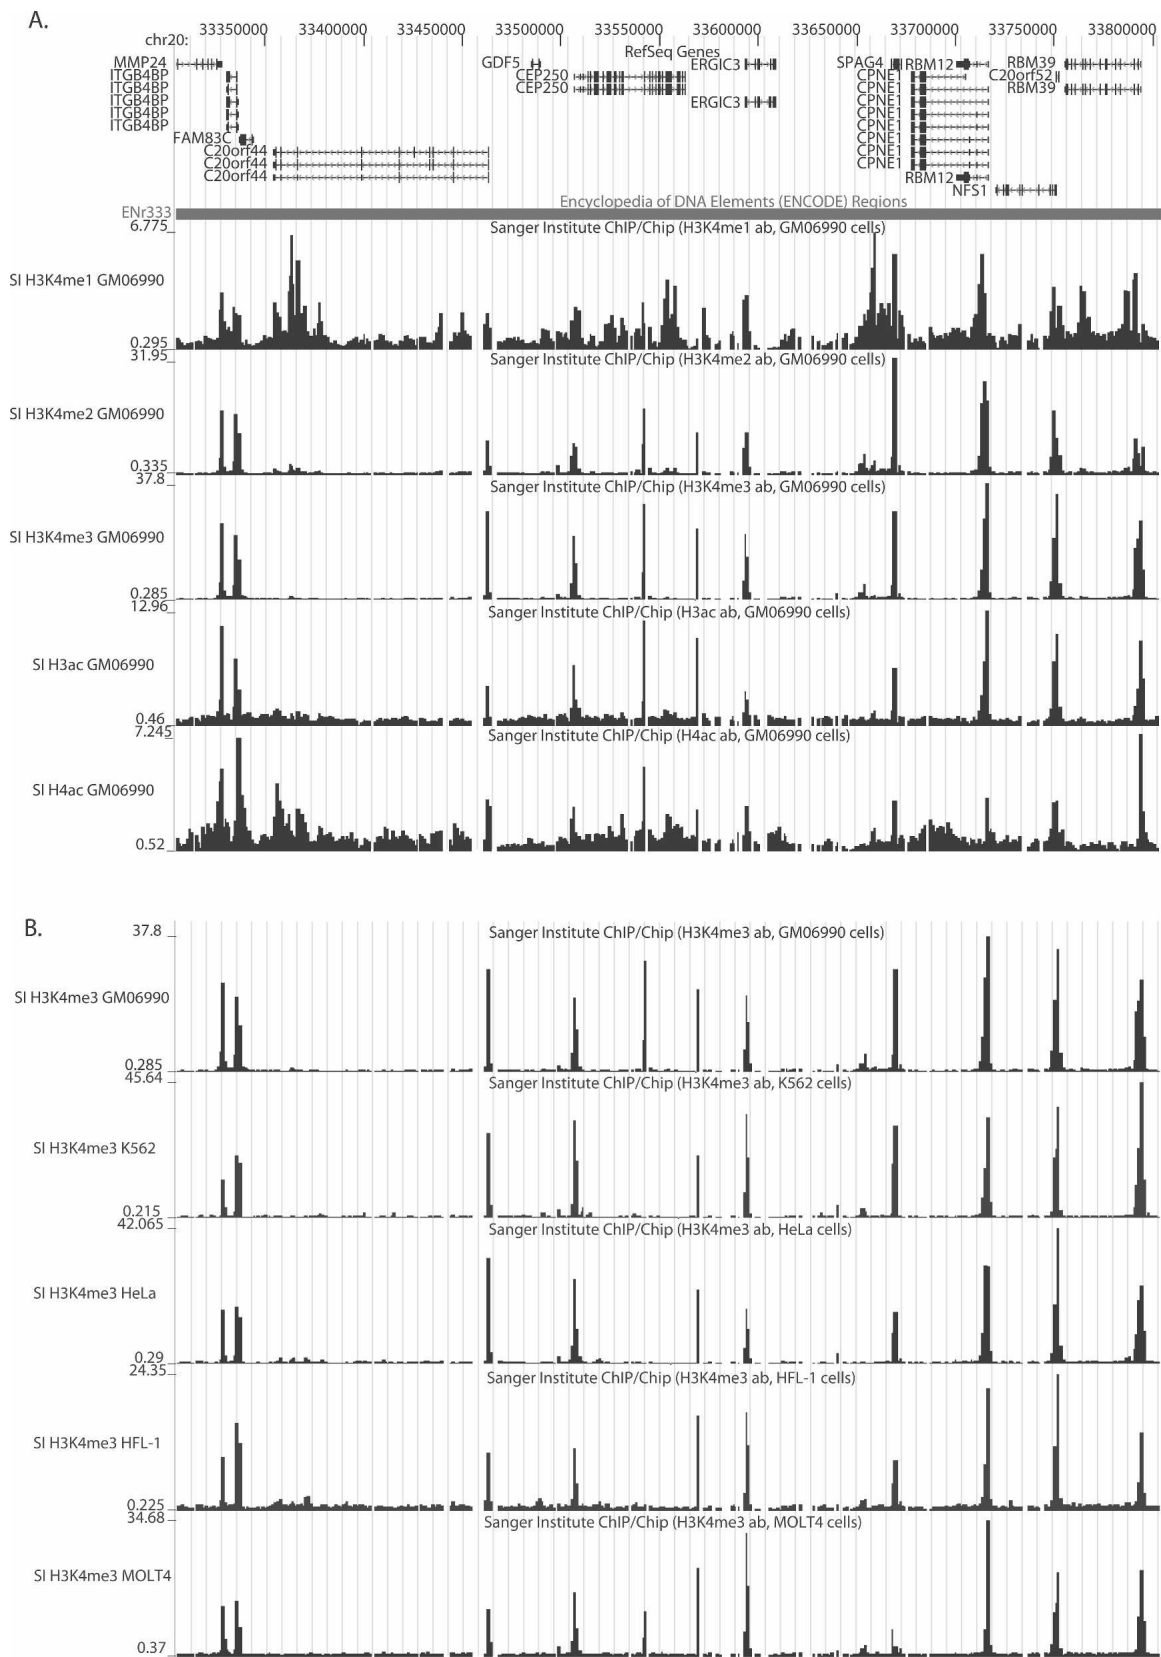 A.
chr20: 33350000 33400000 33450000 33500000 33550000 33600000 33650000 33700000 33750000 33800000
RefSeq Genes
MMP24 GDF5 ERGIC3 SPAG4 RBM12 RBM39
ITGB4BP CEP250 CPNE1 C20orf52
ITGB4BP CEP250 CPNE1 RBM39
ITGB4BP ERGIC3 CPNE1
ITGB4BP CPNE1
ITGB4BP CPNE1
FAM83C CPNE1
C20orf44 CPNE1
C20orf44 CPNE1
C20orf44 RBM12
NFS1
Encyclopedia of DNA Elements (ENCODE) Regions
ENr333
6.775
Sanger Institute ChIP/Chip (H3K4me1 ab, GM06990 cells)
SI H3K4me1 GM06990
0.295
31.95
Sanger Institute ChIP/Chip (H3K4me2 ab, GM06990 cells)
SI H3K4me2 GM06990
0.335
37.8
Sanger Institute ChIP/Chip (H3K4me3 ab, GM06990 cells)
SI H3K4me3 GM06990
0.285
12.96
Sanger Institute ChIP/Chip (H3ac ab, GM06990 cells)
SI H3ac GM06990
0.46
7.245
Sanger Institute ChIP/Chip (H4ac ab, GM06990 cells)
SI H4ac GM06990
0.52
B.
37.8
Sanger Institute ChIP/Chip (H3K4me3 ab, GM06990 cells)
SI H3K4me3 GM06990
0.285
45.64
Sanger Institute ChIP/Chip (H3K4me3 ab, K562 cells)
SI H3K4me3 K562
0.215
42.065
Sanger Institute ChIP/Chip (H3K4me3 ab, HeLa cells)
SI H3K4me3 HeLa
0.29
24.35
Sanger Institute ChIP/Chip (H3K4me3 ab, HFL-1 cells)
SI H3K4me3 HFL-1
0.225
34.68
Sanger Institute ChIP/Chip (H3K4me3 ab, MOLT4 cells)
SI H3K4me3 MOLT4
0.37